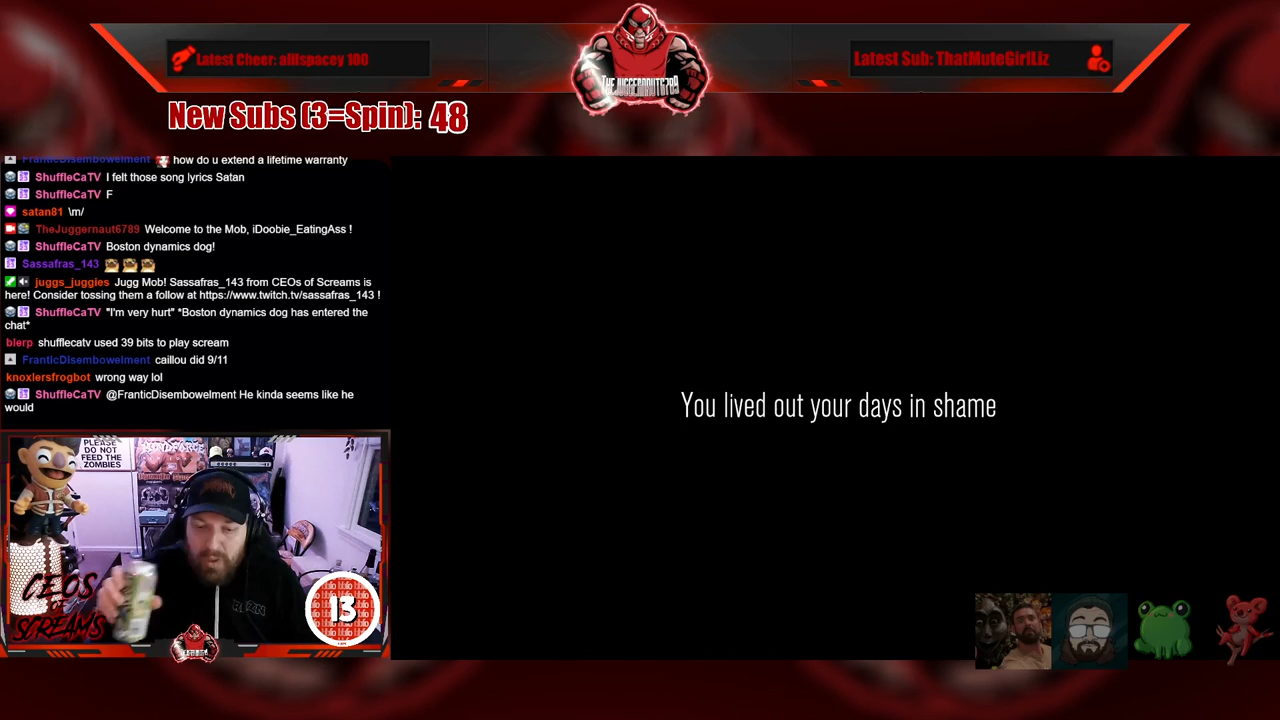 Latest Cheer: alllspacey 100
THEJUGGERNAUT6789
Latest Sub: ThatMuteGirlLiz
New Subs (3=Spin): 48
FranticDisembowelment how do u extend a lifetime warranty
ShuffleCaTV I felt those song lyrics Satan
ShuffleCaTV F
satan81 \m/
TheJuggernaut6789 Welcome to the Mob, iDoobie_EatingAss !
ShuffleCaTV Boston dynamics dog!
Sassafras_143
juggs_juggies Jugg Mob! Sassafras_143 from CEOs of Screams is
here! Consider tossing them a follow at https://www.twitch.tv/sassafras_143 !
ShuffleCaTV "I'm very hurt" *Boston dynamics dog has entered the
chat*
blerp shufflecatv used 39 bits to play scream
FranticDisembowelment caillou did 9/11
knoxlersfrogbot wrong way lol
ShuffleCaTV @FranticDisembowelment He kinda seems like he
would
You lived out your days in shame
PLEASE
DO NOT
FEED THE
ZOMBIES
CEOS
OF
SCREAMS
13